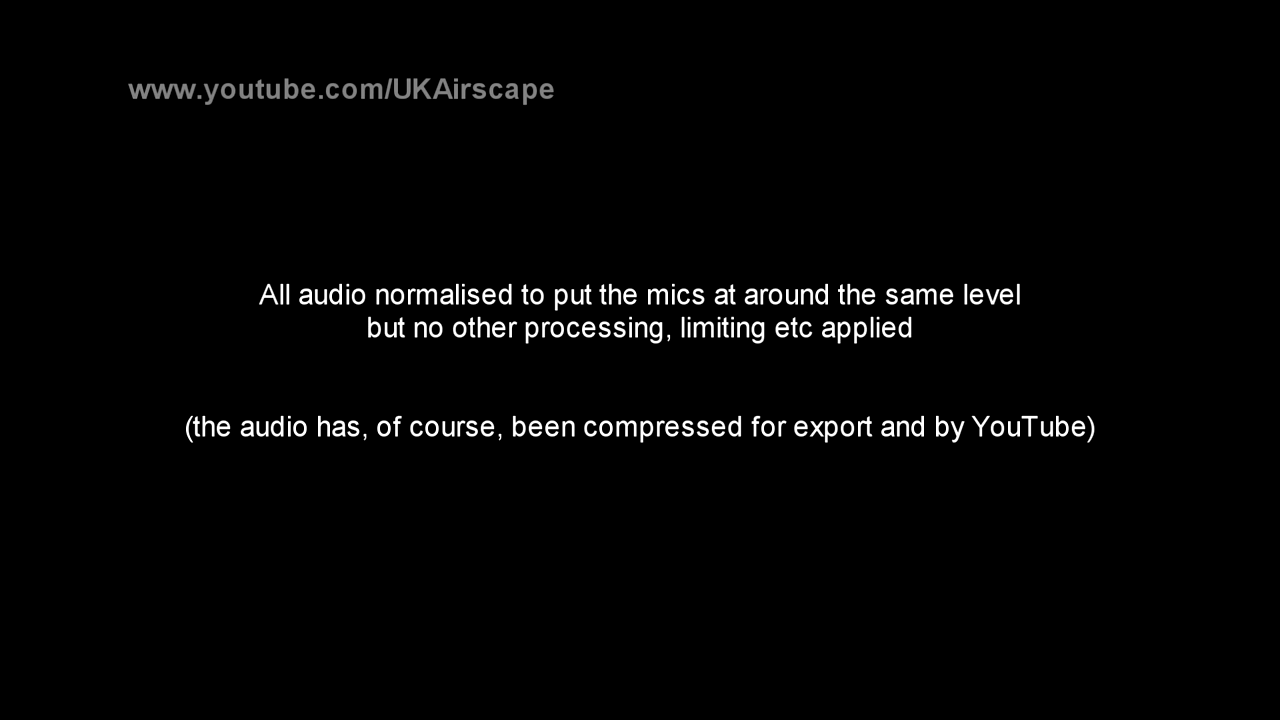 www.youtube.com/UKAirscape
All audio normalised to put the mics at around the same level
but no other processing, limiting etc applied
(the audio has, of course, been compressed for export and by YouTube)